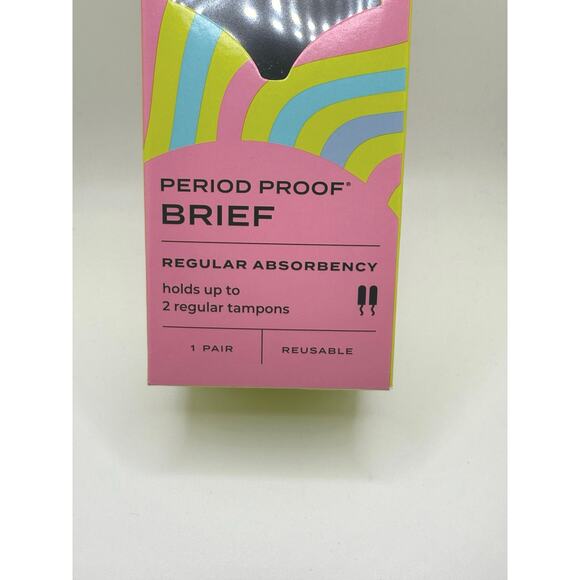 PERIOD PROOF®
BRIEF
REGULAR ABSORBENCY
holds up to
2 regular tampons
1 PAIR
REUSABLE